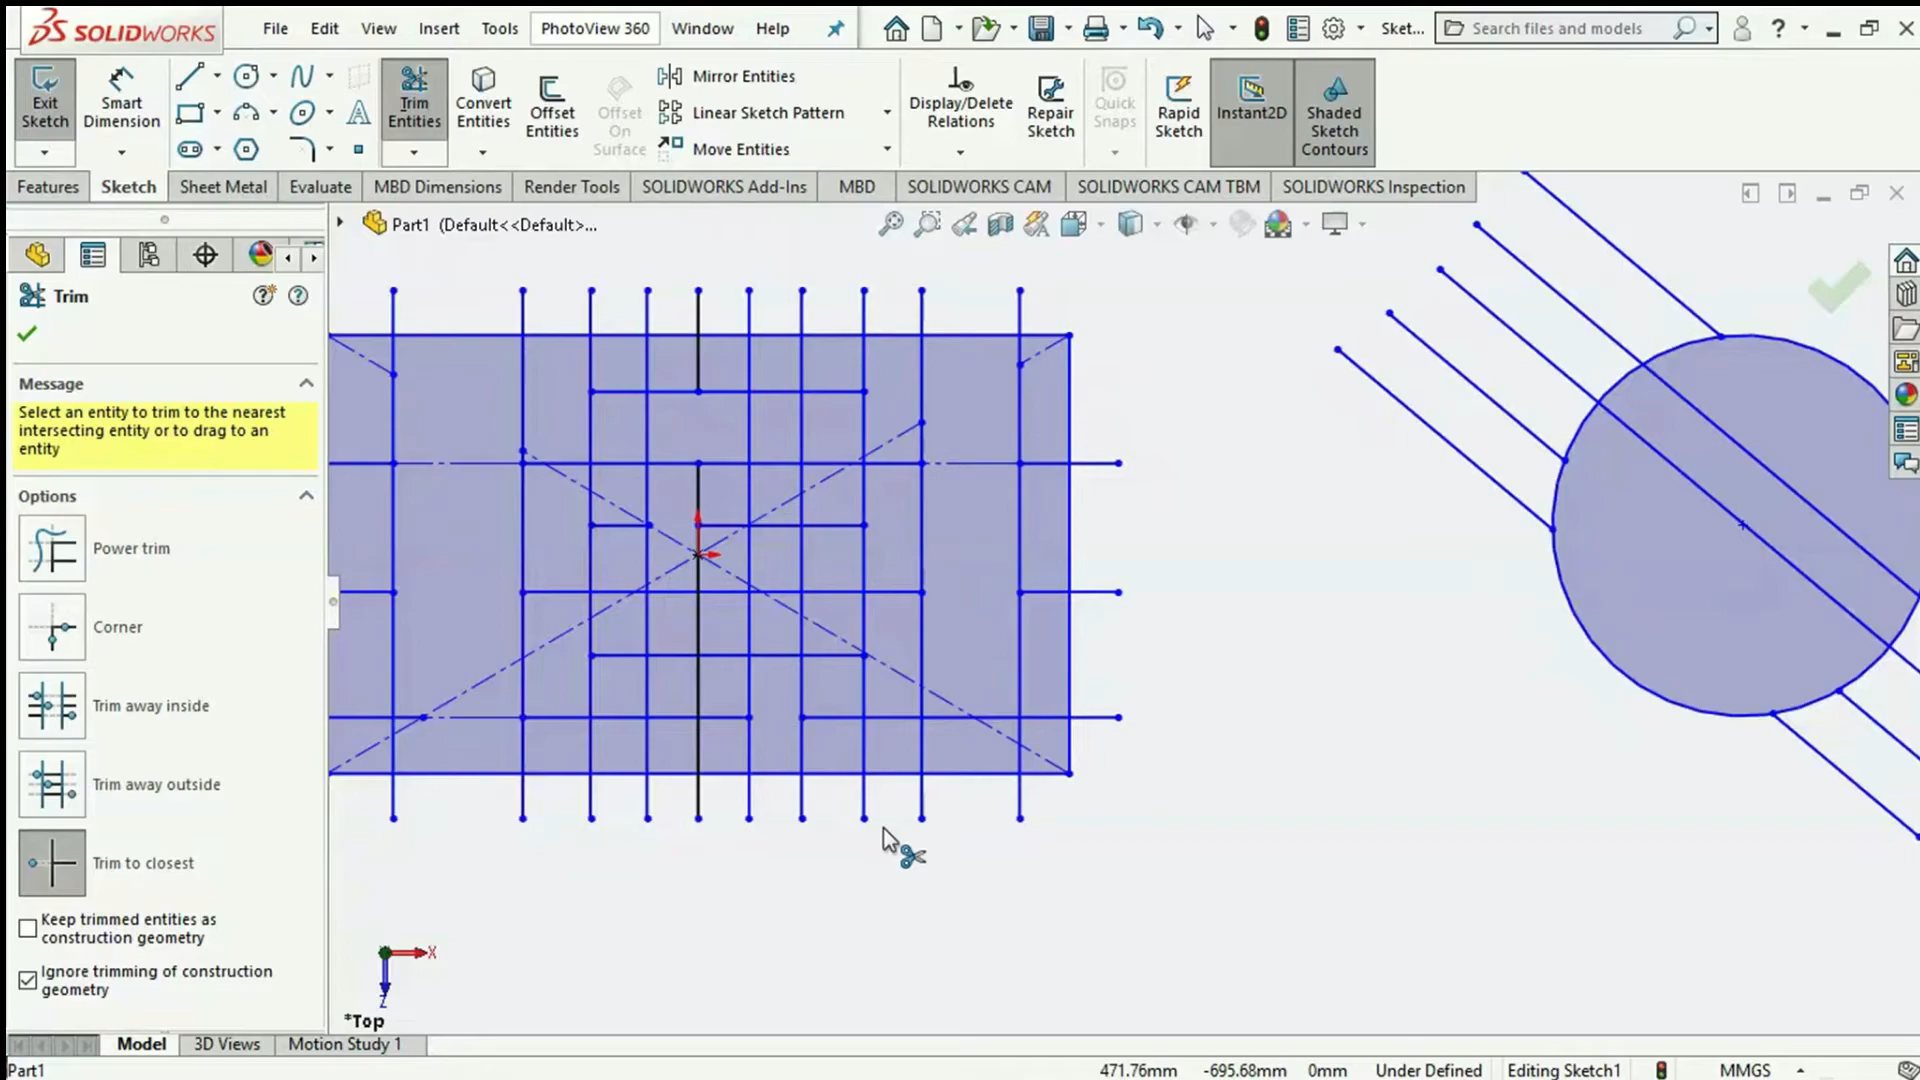 SOLIDWORKS
File Edit View Insert Tools PhotoView 360 Window Help
Sket...
Search files and models
?
Exit Sketch
Smart Dimension
Trim Entities
Convert Entities
Offset Entities
Offset On Surface
Mirror Entities
Linear Sketch Pattern
Move Entities
Display/Delete Relations
Repair Sketch
Quick Snaps
Rapid Sketch
Instant2D
Shaded Sketch Contours
Features Sketch Sheet Metal Evaluate MBD Dimensions Render Tools SOLIDWORKS Add-Ins MBD SOLIDWORKS CAM SOLIDWORKS CAM TBM SOLIDWORKS Inspection
Part1 (Default<<Default>...
Trim
Message
Select an entity to trim to the nearest
intersecting entity or to drag to an
entity
Options
Power trim
Corner
Trim away inside
Trim away outside
Trim to closest
Keep trimmed entities as
construction geometry
Ignore trimming of construction
geometry
X
Z
*Top
Model 3D Views Motion Study 1
Part1 471.76mm -695.68mm 0mm Under Defined Editing Sketch1 MMGS